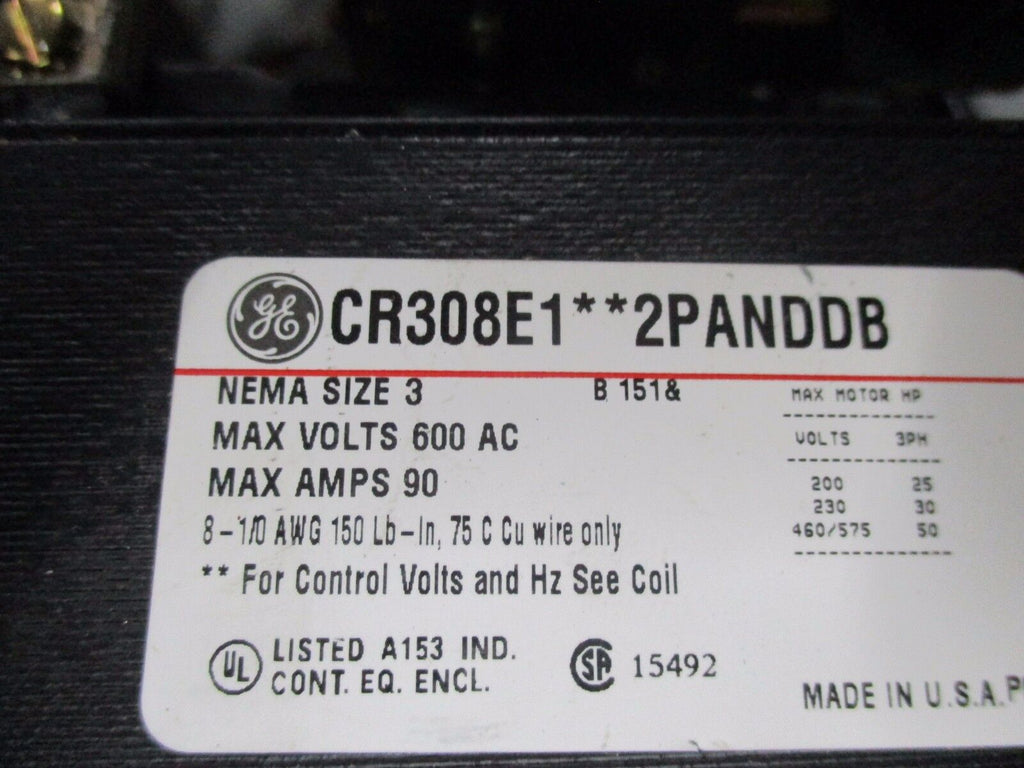 GE CR308E1**2PANDDB
NEMA SIZE 3 B 151&
MAX VOLTS 600 AC
MAX AMPS 90
8-1/0 AWG 150 Lb-In, 75 C Cu wire only
** For Control Volts and Hz See Coil
MAX MOTOR HP
VOLTS 3PH
200 25
230 30
460/575 50
UL LISTED A153 IND.
CONT. EQ. ENCL.
SA 15492
MADE IN U.S.A.